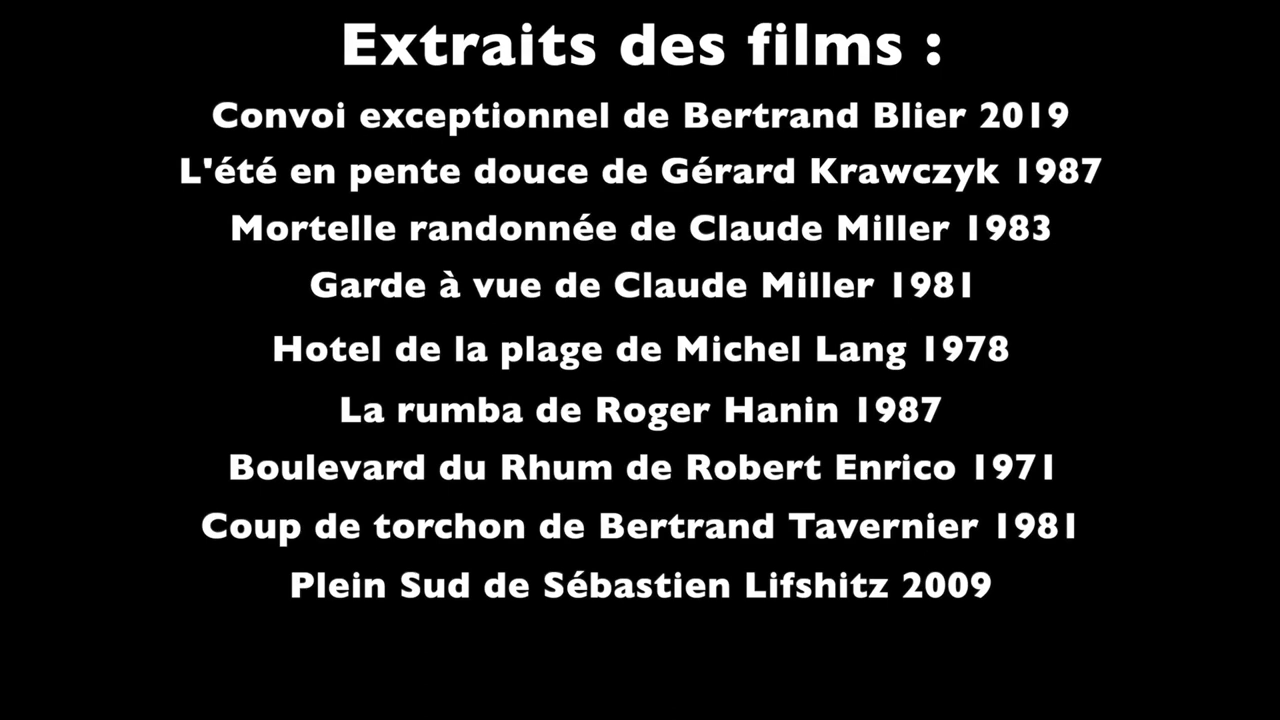 Extraits des films :
Convoi exceptionnel de Bertrand Blier 2019
L'été en pente douce de Gérard Krawczyk 1987
Mortelle randonnée de Claude Miller 1983
Garde à vue de Claude Miller 1981
Hotel de la plage de Michel Lang 1978
La rumba de Roger Hanin 1987
Boulevard du Rhum de Robert Enrico 1971
Coup de torchon de Bertrand Tavernier 1981
Plein Sud de Sébastien Lifshitz 2009